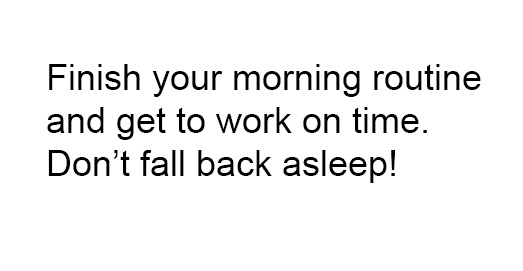 Finish your morning routine
and get to work on time.
Don’t fall back asleep!